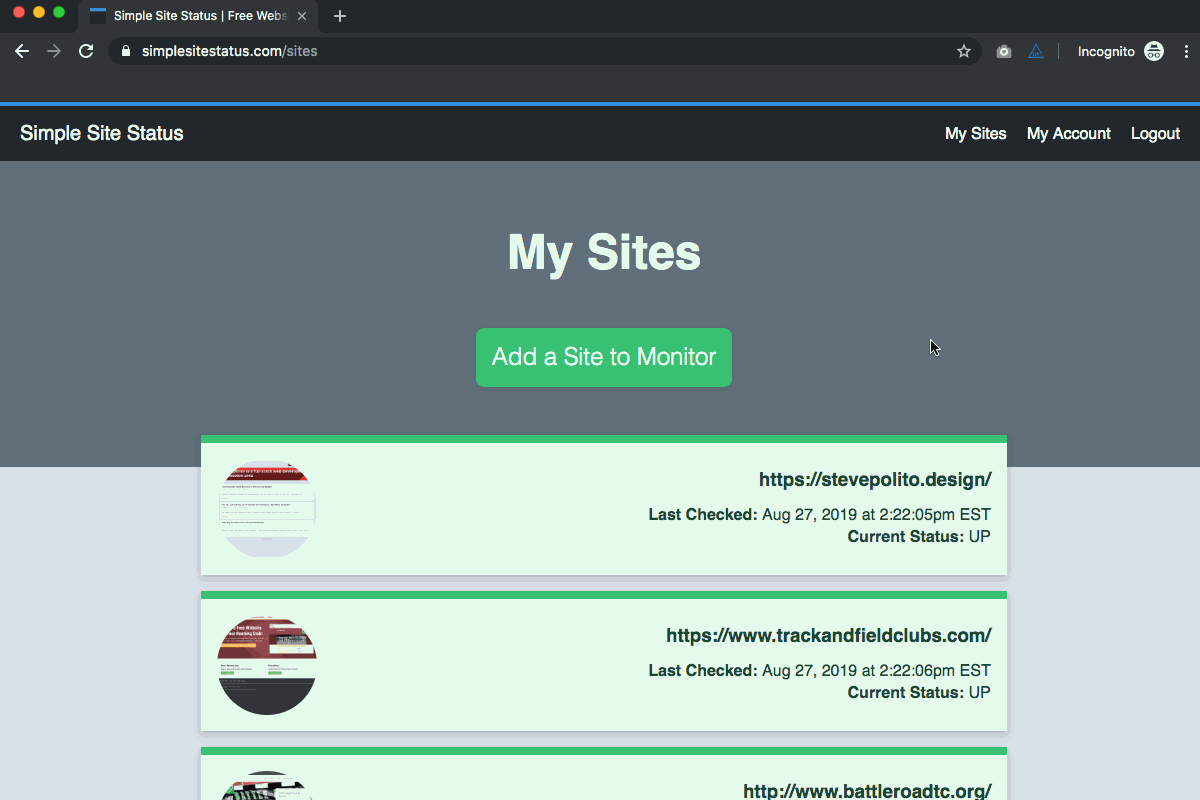 Simple Site Status | Free Webs
simplesitestatus.com/sites
Incognito
Simple Site Status
My Sites
My Account
Logout
My Sites
Add a Site to Monitor
https://stevepolito.design/
Last Checked: Aug 27, 2019 at 2:22:05pm EST
Current Status: UP
https://www.trackandfieldclubs.com/
Last Checked: Aug 27, 2019 at 2:22:06pm EST
Current Status: UP
http://www.battleroadtc.org/